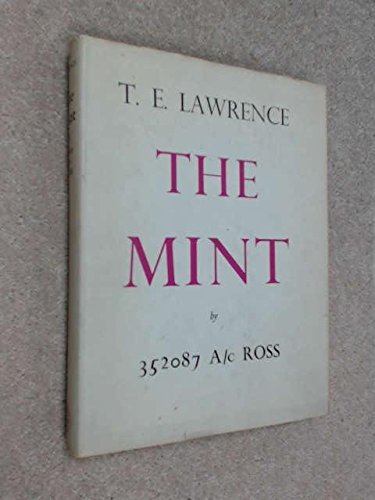 T. E. LAWRENCE
THE
MINT
by
352087 A/c ROSS